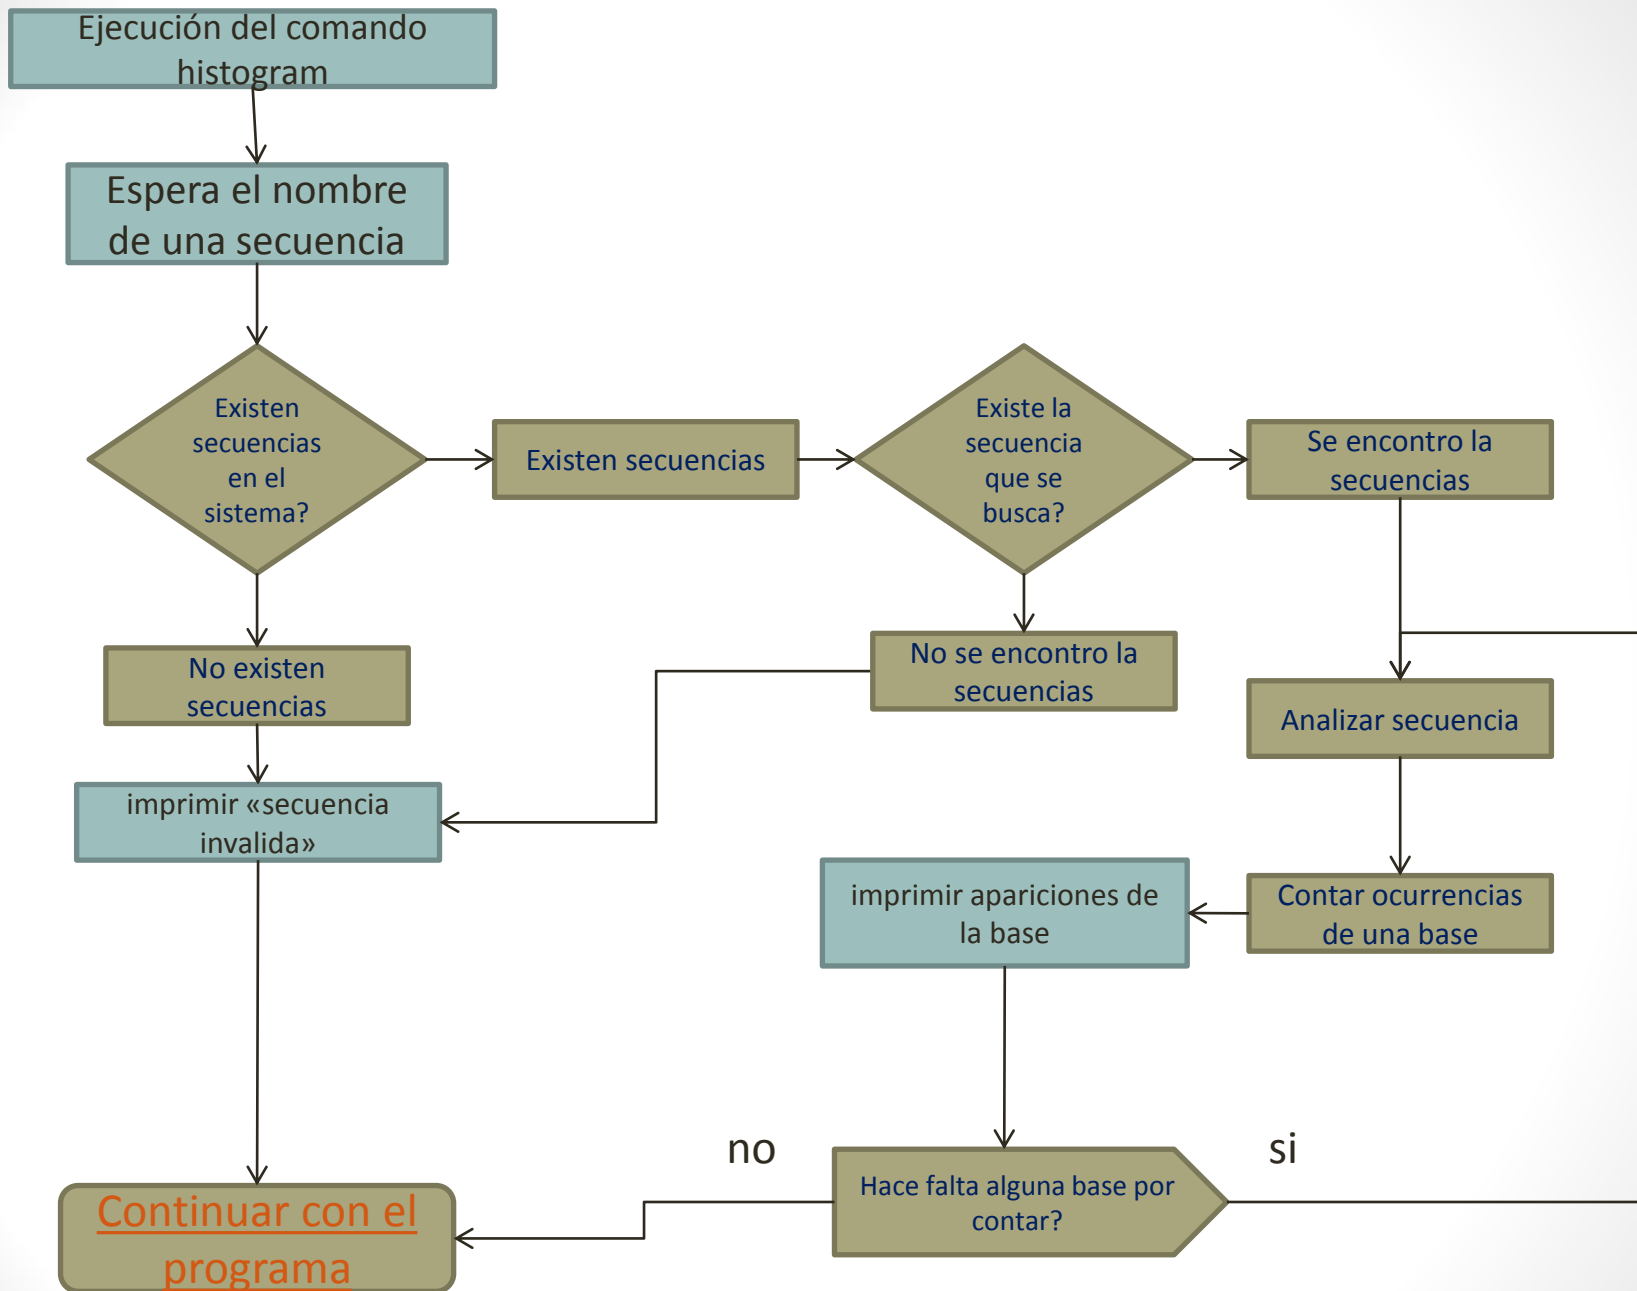 Ejecución del comando
histogram
Espera el nombre
de una secuencia
Existen
secuencias
en el
sistema?
Existen secuencias
Existe la
secuencia
que se
busca?
Se encontro la
secuencias
No existen
secuencias
No se encontro la
secuencias
Analizar secuencia
imprimir «secuencia
invalida»
imprimir apariciones de
la base
Contar ocurrencias
de una base
no
si
Hace falta alguna base por
contar?
Continuar con el
programa